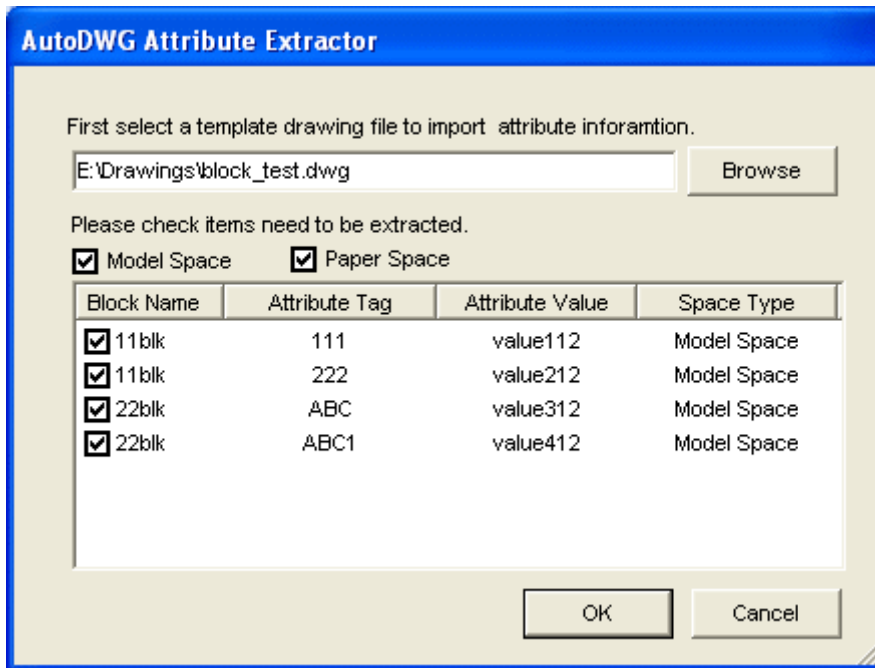 AutoDWG Attribute Extractor
First select a template drawing file to import attribute inforamtion.
E:\Drawings\block_test.dwg Browse
Please check items need to be extracted.
Model Space Paper Space
Block Name Attribute Tag Attribute Value Space Type
11blk 111 value112 Model Space
11blk 222 value212 Model Space
22blk ABC value312 Model Space
22blk ABC1 value412 Model Space
OK Cancel